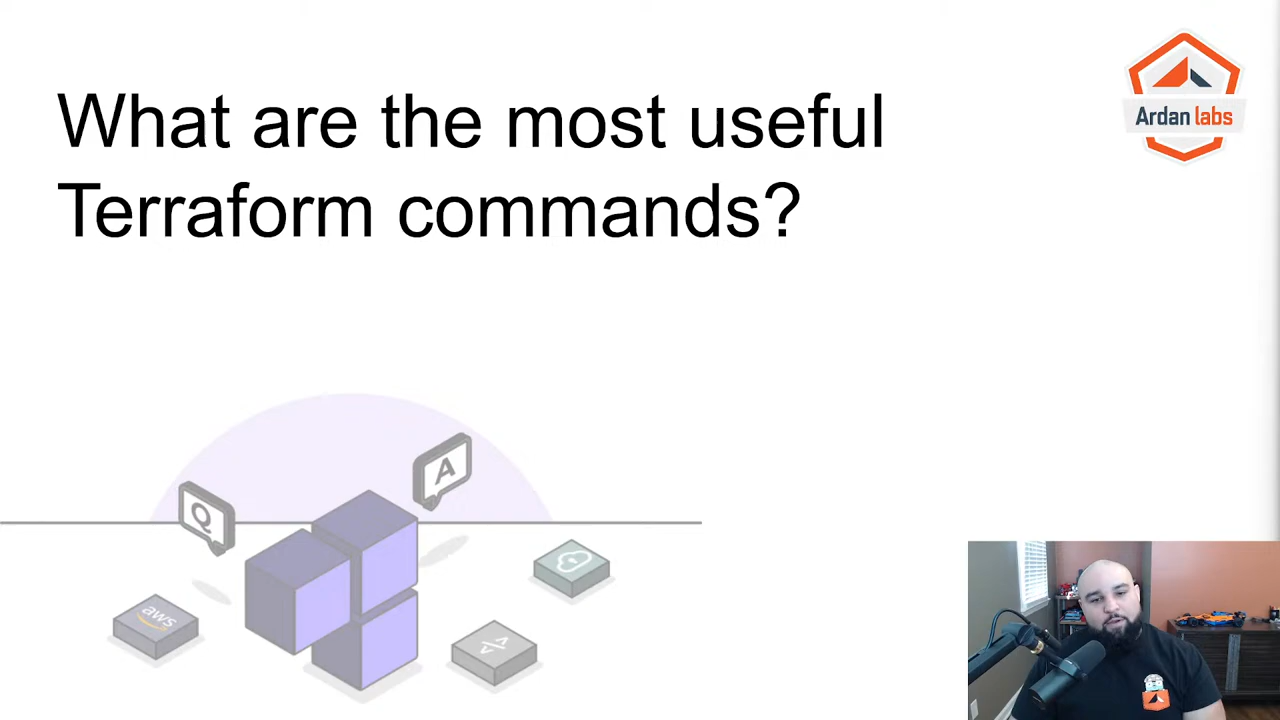 What are the most useful
Terraform commands?
Ardan labs
A
Q
aws